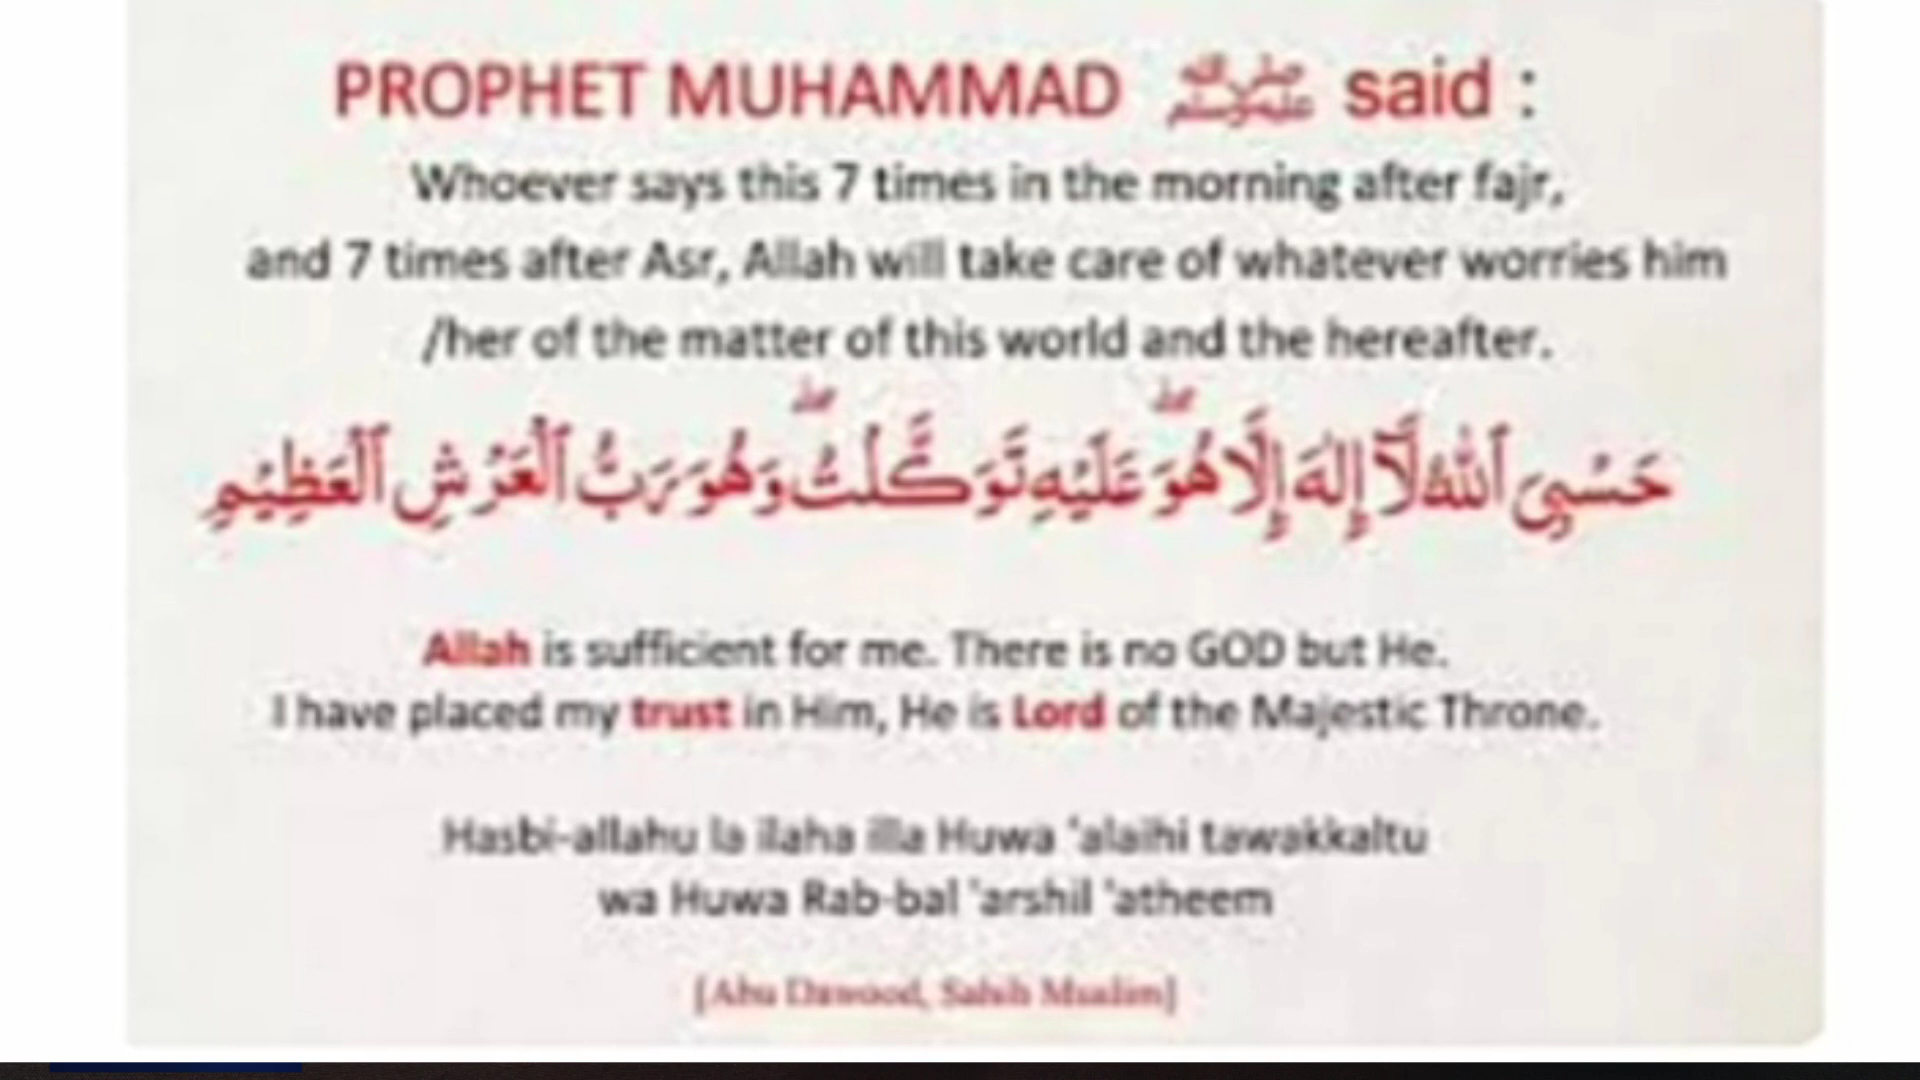 PROPHET MUHAMMAD ﷺ said :
Whoever says this 7 times in the morning after fajr,
and 7 times after Asr, Allah will take care of whatever worries him
/her of the matter of this world and the hereafter.
حَسْبِيَ ٱللَّهُ لَآ إِلَٰهَ إِلَّا هُوَ ۖ عَلَيْهِ تَوَكَّلْتُ ۖ وَهُوَ رَبُّ ٱلْعَرْشِ ٱلْعَظِيمِ
Allah is sufficient for me. There is no GOD but He.
I have placed my trust in Him, He is Lord of the Majestic Throne.
Hasbi-allahu la ilaha illa Huwa 'alaihi tawakkaltu
wa Huwa Rab-bal 'arshil 'atheem
[Abu Dawood, Sahih Muslim]